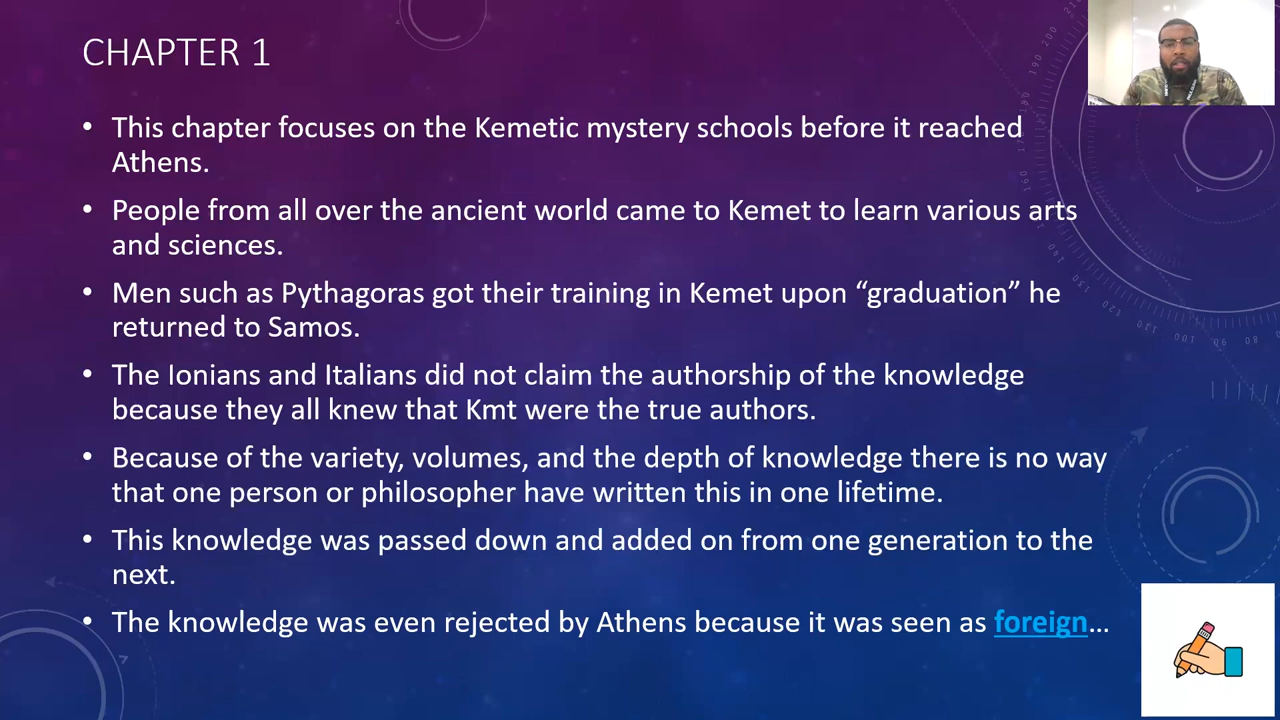 CHAPTER 1
• This chapter focuses on the Kemetic mystery schools before it reached
Athens.
• People from all over the ancient world came to Kemet to learn various arts
and sciences.
• Men such as Pythagoras got their training in Kemet upon “graduation” he
returned to Samos.
• The Ionians and Italians did not claim the authorship of the knowledge
because they all knew that Kmt were the true authors.
• Because of the variety, volumes, and the depth of knowledge there is no way
that one person or philosopher have written this in one lifetime.
• This knowledge was passed down and added on from one generation to the
next.
• The knowledge was even rejected by Athens because it was seen as foreign...